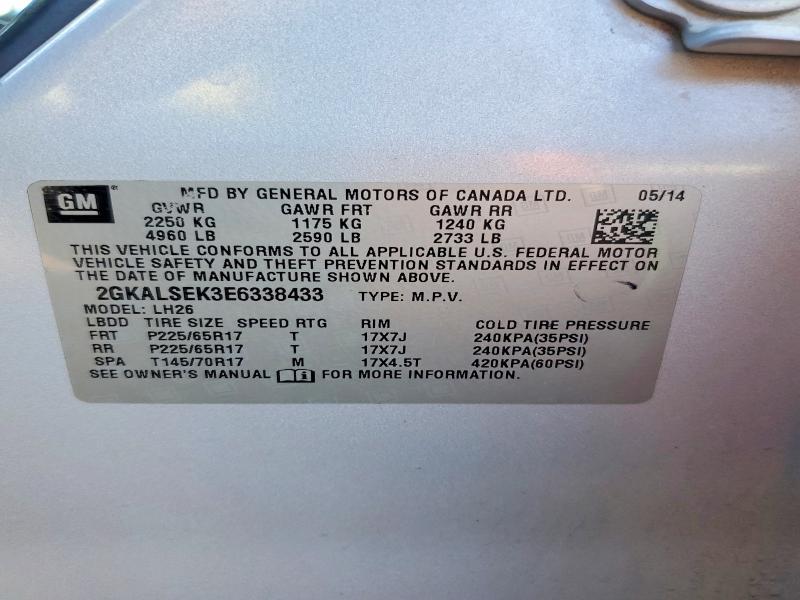 GM MFD BY GENERAL MOTORS OF CANADA LTD. 05/14
GVWR GAWR FRT GAWR RR
2250 KG 1175 KG 1240 KG
4960 LB 2590 LB 2733 LB
THIS VEHICLE CONFORMS TO ALL APPLICABLE U.S. FEDERAL MOTOR
VEHICLE SAFETY AND THEFT PREVENTION STANDARDS IN EFFECT ON
THE DATE OF MANUFACTURE SHOWN ABOVE.
2GKALSEK3E6338433 TYPE: M.P.V.
MODEL: LH26
LBDD TIRE SIZE SPEED RTG RIM COLD TIRE PRESSURE
FRT P225/65R17 T 17X7J 240KPA(35PSI)
RR P225/65R17 T 17X7J 240KPA(35PSI)
SPA T145/70R17 M 17X4.5T 420KPA(60PSI)
SEE OWNER'S MANUAL FOR MORE INFORMATION.